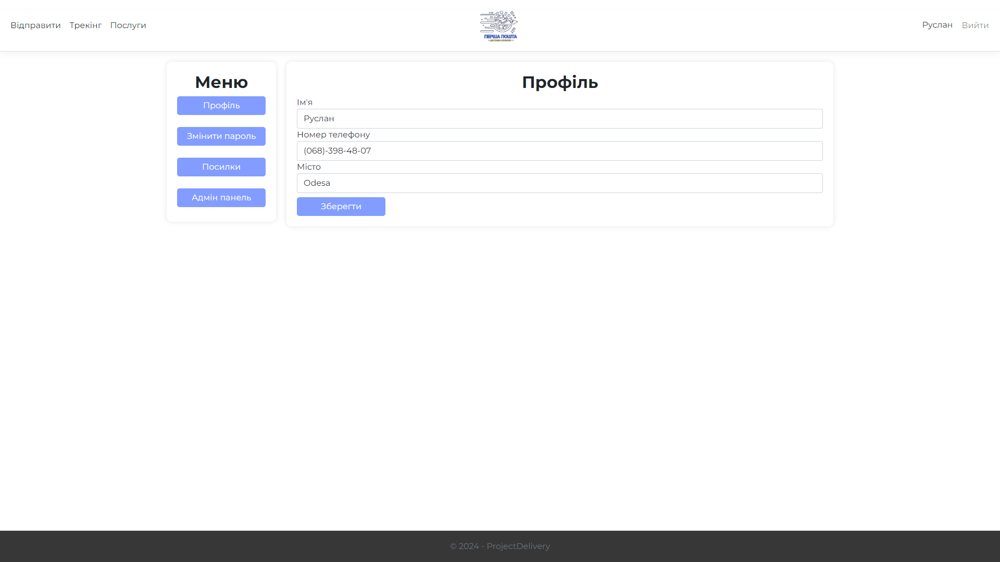 Відправити Трекінг Послуги
ПЕРША ПОШТА
Руслан Вийти
Меню
Профіль
Змінити пароль
Посилки
Адмін панель
Профіль
Ім'я
Руслан
Номер телефону
(068)-398-48-07
Місто
Odesa
Зберегти
© 2024 - ProjectDelivery